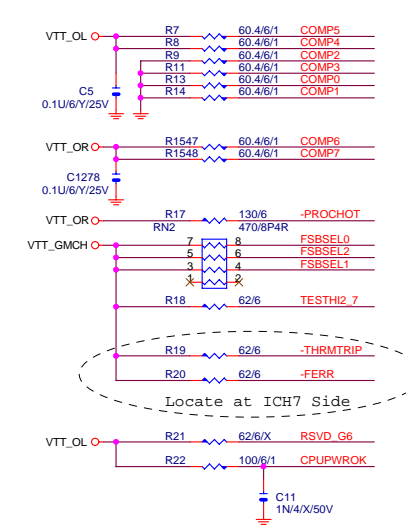 VTT_OL R7 60.4/6/1 COMP5
R8 60.4/6/1 COMP4
R9 60.4/6/1 COMP2
R11 60.4/6/1 COMP3
R13 60.4/6/1 COMP0
R14 60.4/6/1 COMP1
C5
0.1U/6/Y/25V
VTT_OR R1547 60.4/6/1 COMP6
R1548 60.4/6/1 COMP7
C1278
0.1U/6/Y/25V
VTT_OR R17 130/6 -PROCHOT
RN2 470/8P4R
VTT_GMCH 7 8 FSBSEL0
5 6 FSBSEL2
3 4 FSBSEL1
1 2
R18 62/6 TESTHI2_7
R19 62/6 -THRMTRIP
R20 62/6 -FERR
Locate at ICH7 Side
VTT_OL R21 62/6/X RSVD_G6
R22 100/6/1 CPUPWROK
C11
1N/4/X/50V